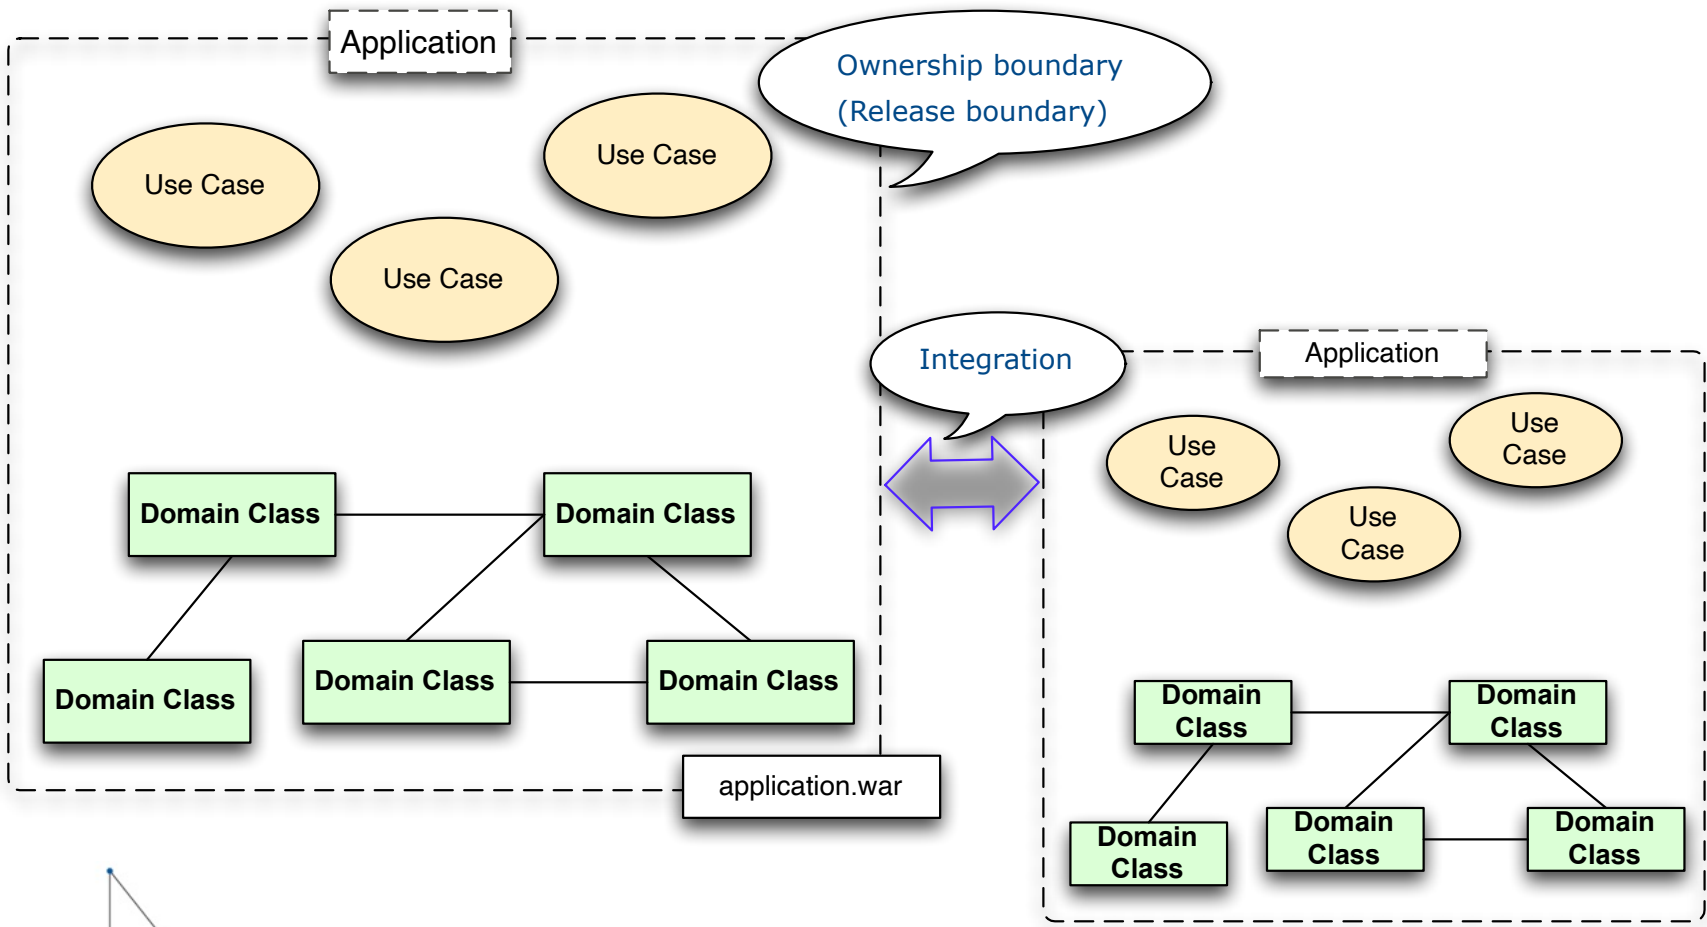 Application
Ownership boundary
(Release boundary)
Use Case
Use Case
Use Case
Integration
Application
Use
Case
Use
Case
Use
Case
Domain Class
Domain Class
Domain Class
Domain Class
Domain Class
application.war
Domain
Class
Domain
Class
Domain
Class
Domain
Class
Domain
Class